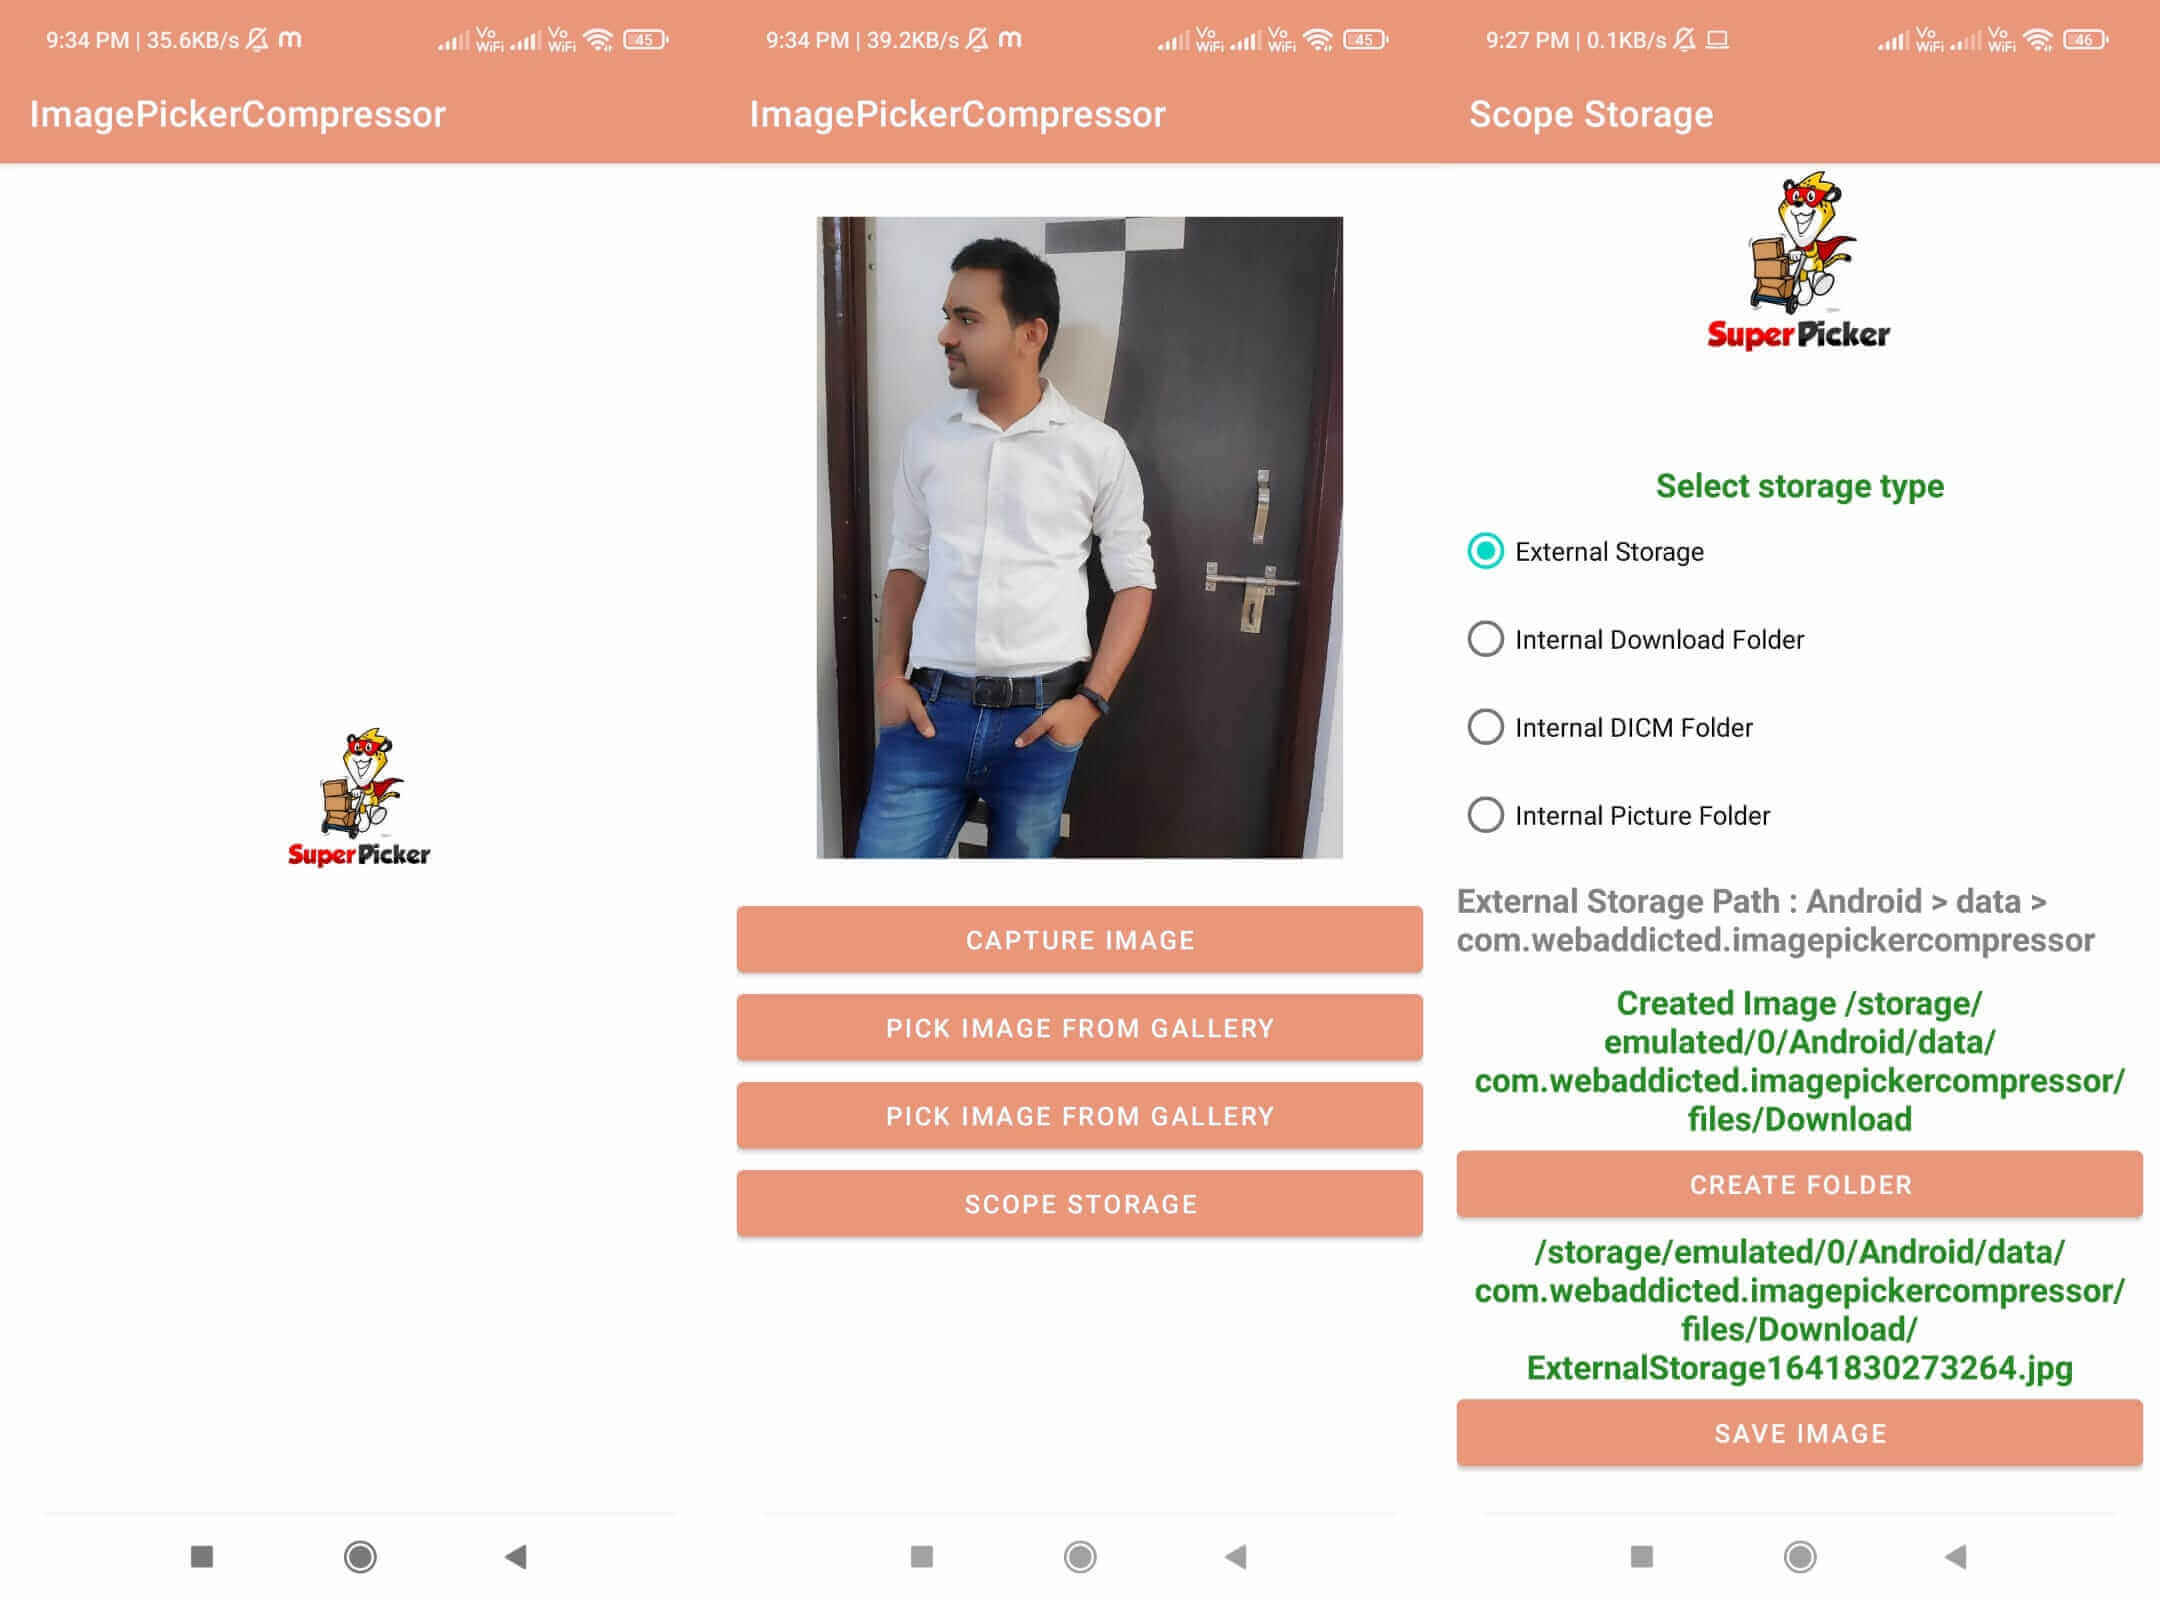 9:34 PM | 35.6KB/s
Vo WiFi
Vo WiFi
45
ImagePickerCompressor
SuperPicker
9:34 PM | 39.2KB/s
Vo WiFi
Vo WiFi
45
ImagePickerCompressor
CAPTURE IMAGE
PICK IMAGE FROM GALLERY
PICK IMAGE FROM GALLERY
SCOPE STORAGE
9:27 PM | 0.1KB/s
Vo WiFi
Vo WiFi
46
Scope Storage
SuperPicker
Select storage type
External Storage
Internal Download Folder
Internal DICM Folder
Internal Picture Folder
External Storage Path : Android > data >
com.webaddicted.imagepickercompressor
Created Image /storage/
emulated/0/Android/data/
com.webaddicted.imagepickercompressor/
files/Download
CREATE FOLDER
/storage/emulated/0/Android/data/
com.webaddicted.imagepickercompressor/
files/Download/
ExternalStorage1641830273264.jpg
SAVE IMAGE